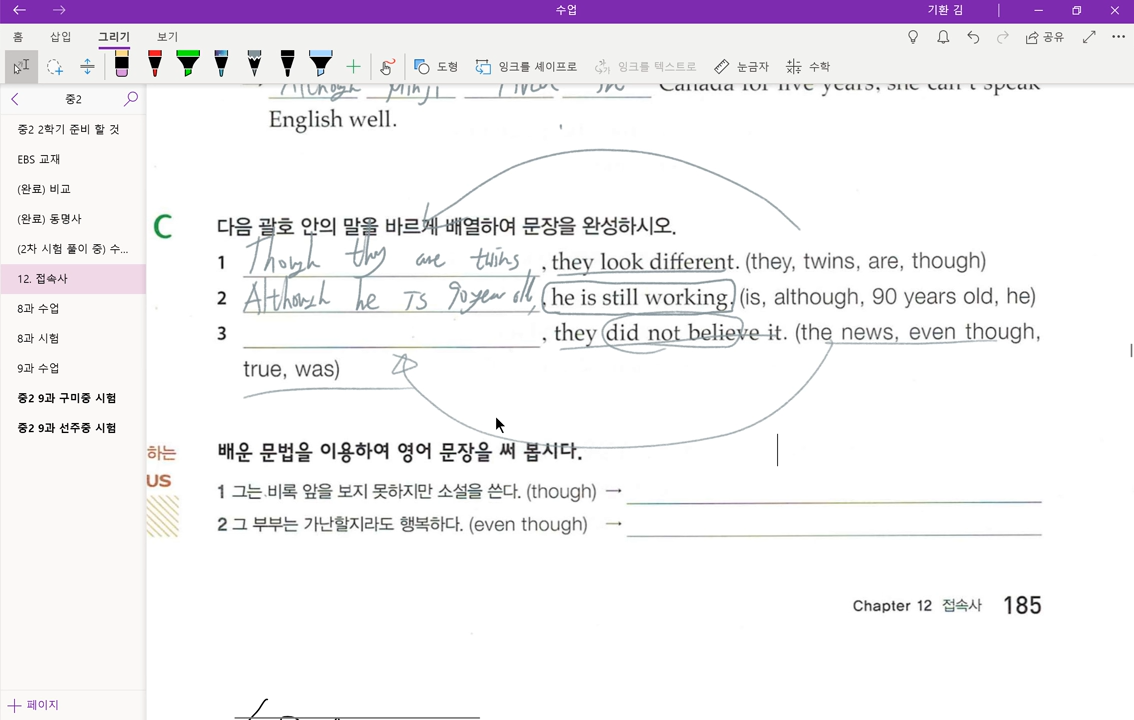 수업
기환 김
홈 삽입 그리기 보기
도형 잉크를 셰이프로 잉크를 텍스트로 눈금자 수학 공유
중2
중2 2학기 준비 할 것
EBS 교재
(완료) 비교
(완료) 동명사
(2차 시험 풀이 중) 수...
12. 접속사
8과 수업
8과 시험
9과 수업
중2 9과 구미중 시험
중2 9과 선주중 시험
페이지
Although Minji Canada for five years, she can't speak
English well.
C 다음 괄호 안의 말을 바르게 배열하여 문장을 완성하시오.
1 Though they are twins, they look different. (they, twins, are, though)
2 Although he is 90 year old, he is still working. (is, although, 90 years old, he)
3 , they did not believe it. (the news, even though,
true, was)
하는
US
배운 문법을 이용하여 영어 문장을 써 봅시다.
1 그는 비록 앞을 보지 못하지만 소설을 쓴다. (though) →
2 그 부부는 가난할지라도 행복하다. (even though) →
Chapter 12 접속사 185